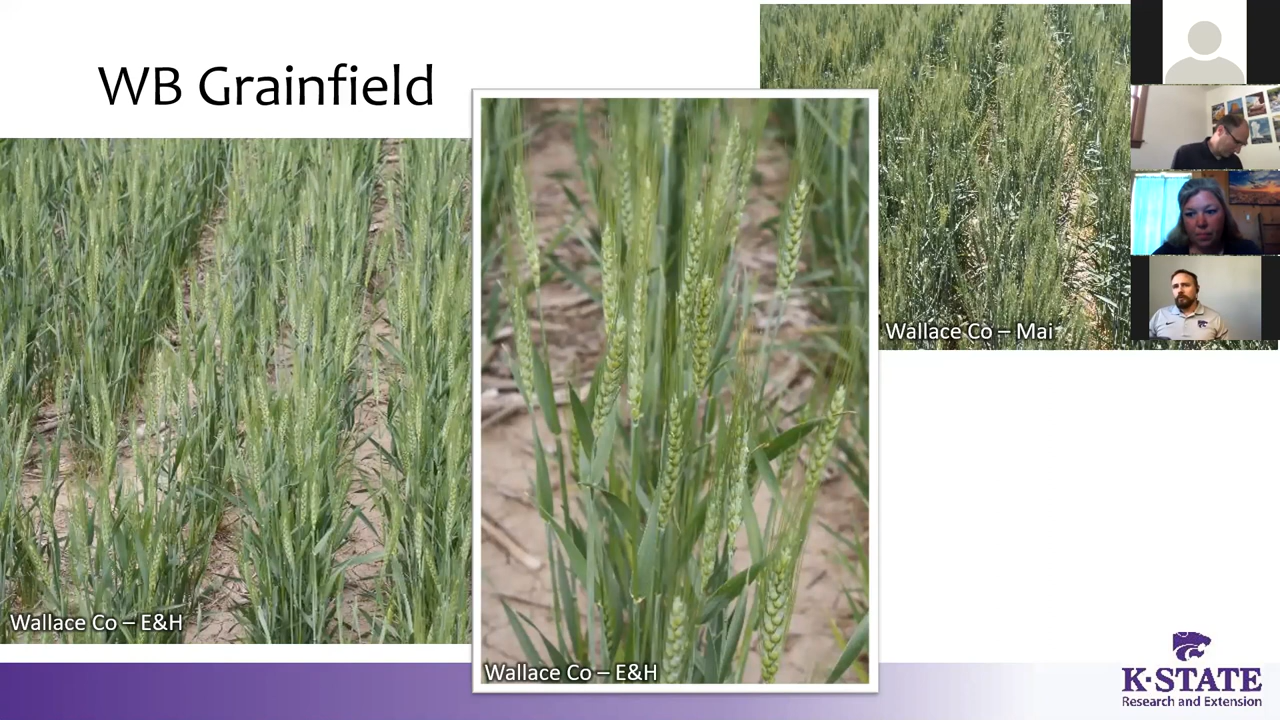 WB Grainfield
Wallace Co – Mai
Wallace Co – E&H
Wallace Co – E&H
K-STATE
Research and Extension